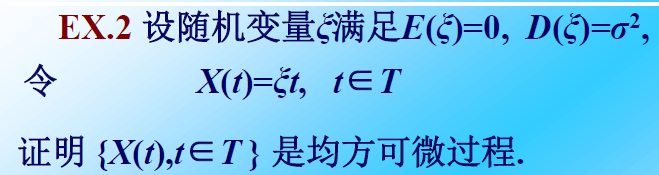 EX.2 设随机变量ξ满足E(ξ)=0, D(ξ)=σ²,
令 X(t)=ξt, t∈T
证明 {X(t),t∈T } 是均方可微过程.